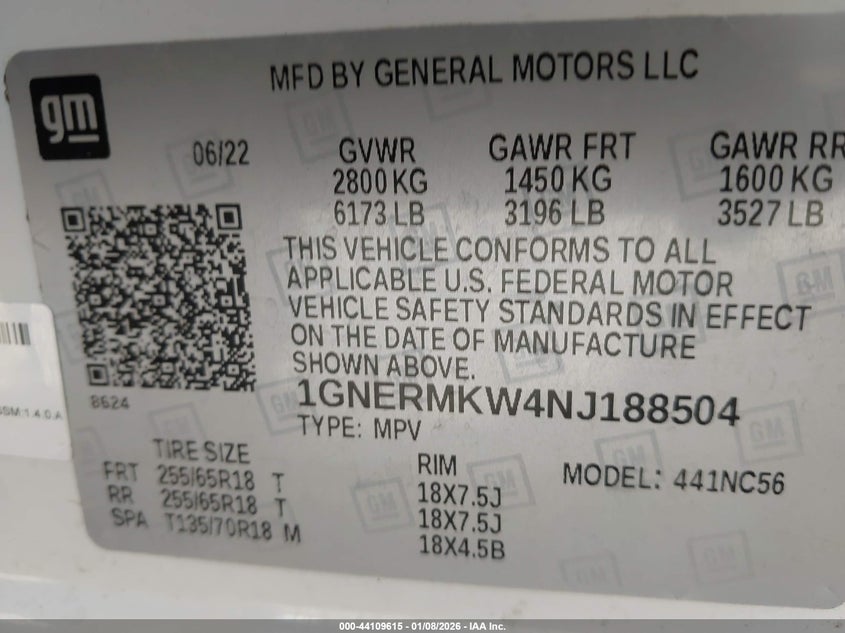 MFD BY GENERAL MOTORS LLC
gm
06/22 GVWR GAWR FRT GAWR RR
2800 KG 1450 KG 1600 KG
6173 LB 3196 LB 3527 LB
THIS VEHICLE CONFORMS TO ALL
APPLICABLE U.S. FEDERAL MOTOR
VEHICLE SAFETY STANDARDS IN EFFECT
ON THE DATE OF MANUFACTURE
SHOWN ABOVE.
8624
1GNERMKW4NJ188504
TYPE: MPV
TIRE SIZE RIM MODEL: 441NC56
FRT 255/65R18 T 18X7.5J
RR 255/65R18 T 18X7.5J
SPA T135/70R18 M 18X4.5B
000-44109615 - 01/08/2026 - IAA Inc.